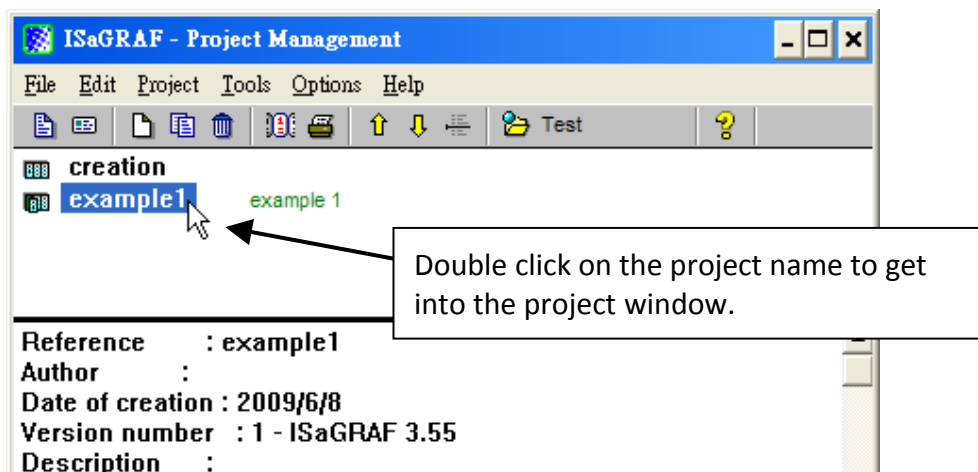 ISaGRAF - Project Management
File Edit Project Tools Options Help
Test
creation
example1 example 1
Double click on the project name to get
into the project window.
Reference : example1
Author :
Date of creation : 2009/6/8
Version number : 1 - ISaGRAF 3.55
Description :